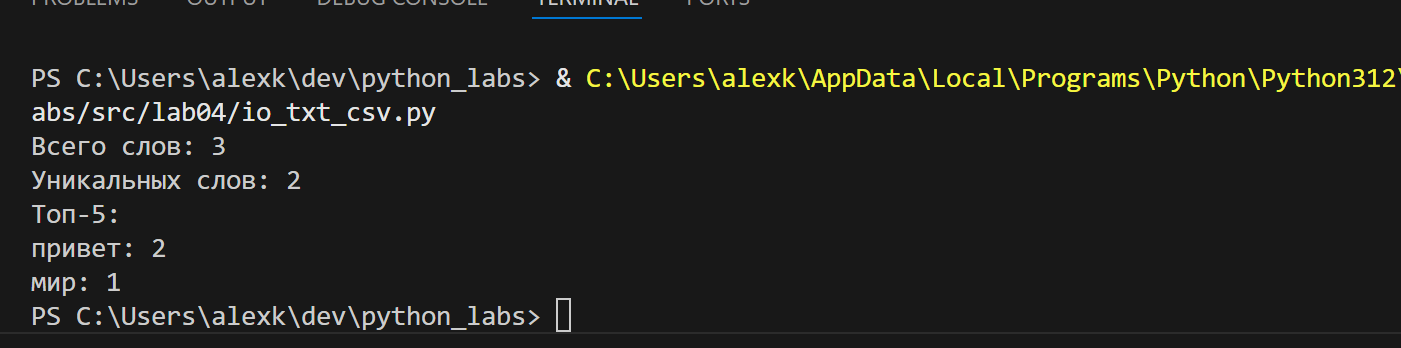 PROBLEMS OUTPUT DEBUG CONSOLE TERMINAL PORTS
PS C:\Users\alexk\dev\python_labs> & C:\Users\alexk\AppData\Local\Programs\Python\Python312\
abs/src/lab04/io_txt_csv.py
Всего слов: 3
Уникальных слов: 2
Топ-5:
привет: 2
мир: 1
PS C:\Users\alexk\dev\python_labs>